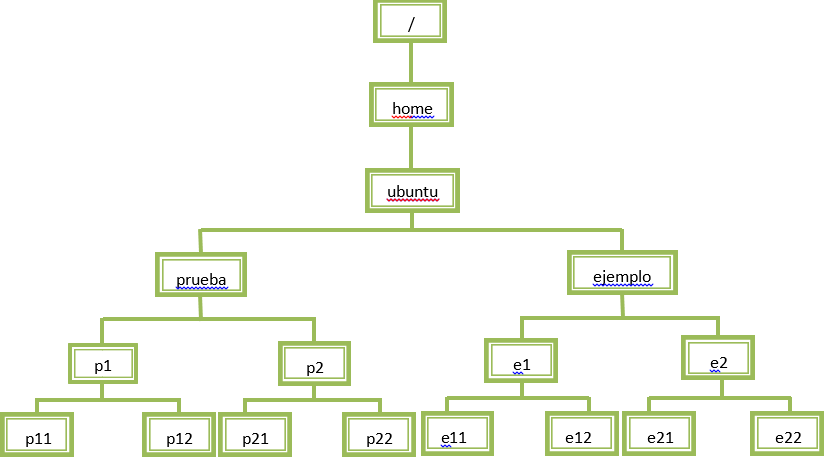 /
home
ubuntu
prueba
ejemplo
p1
p2
e1
e2
p11
p12
p21
p22
e11
e12
e21
e22